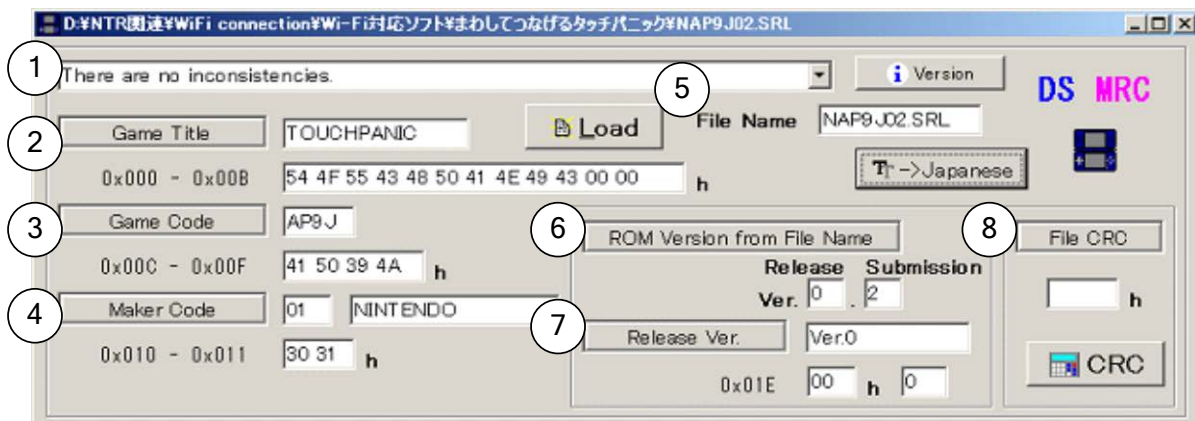 D:¥NTR関連¥WiFi connection¥Wi-Fi対応ソフト¥まわしてつなげるタッチパニック¥NAP9J02.SRL
1
There are no inconsistencies.
Version
DS MRC
2
Game Title
TOUCHPANIC
Load
5
File Name
NAP9J02.SRL
0x000 - 0x00B
54 4F 55 43 48 50 41 4E 49 43 00 00
h
->Japanese
3
Game Code
AP9J
0x00C - 0x00F
41 50 39 4A
h
4
Maker Code
01
NINTENDO
0x010 - 0x011
30 31
h
6
ROM Version from File Name
Release Submission
Ver. 0 . 2
7
Release Ver.
Ver.0
0x01E
00
h
0
8
File CRC
h
CRC